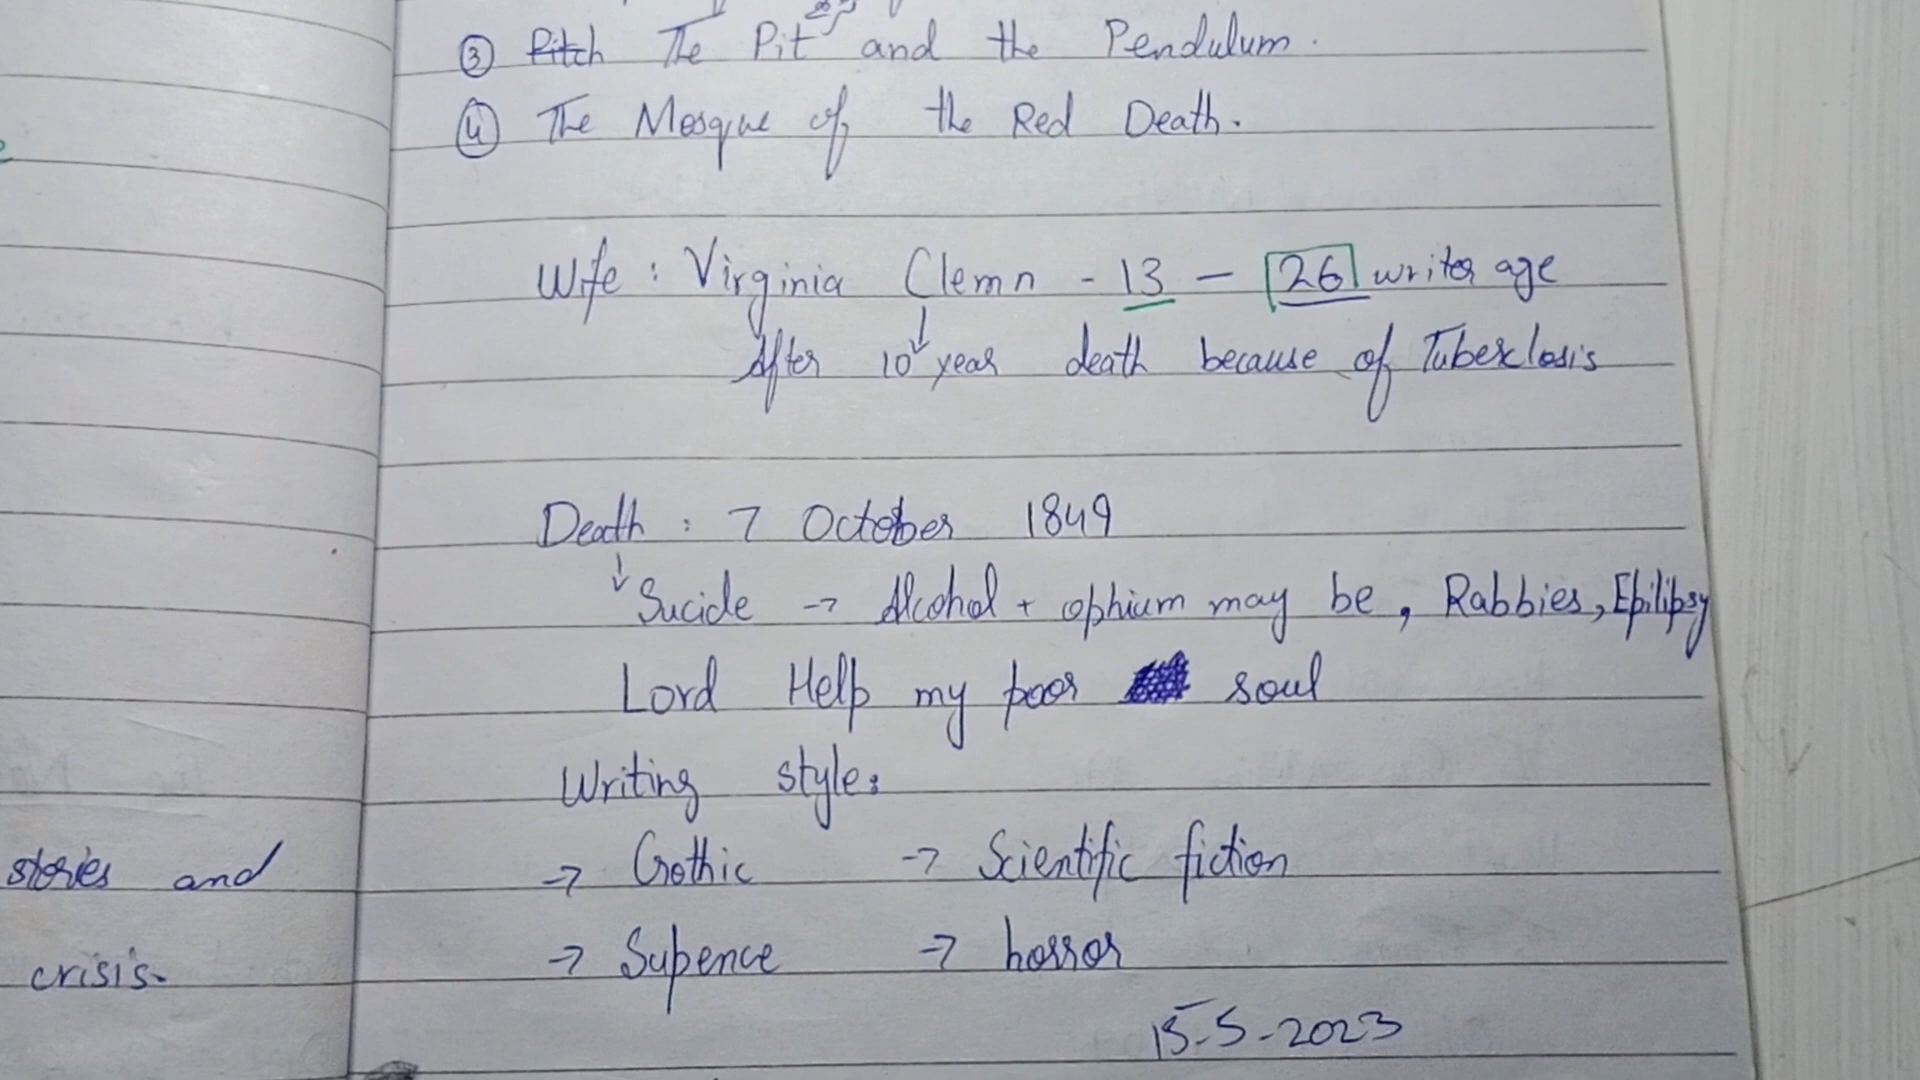 ③ Pitch The Pit and the Pendulum.
④ The Mosque of the Red Death.
Wife : Virginia Clemn - 13 - 26 writer age
After 10 year death because of Tuberclosis
Death : 7 October 1849
Sucide → Alcohol + ophium may be, Rabbies, Epilipsy
Lord Help my poor soul
Writing style:
→ Gothic → Scientific fiction
→ Supence → horror
15-5-2023
stories and
crisis.